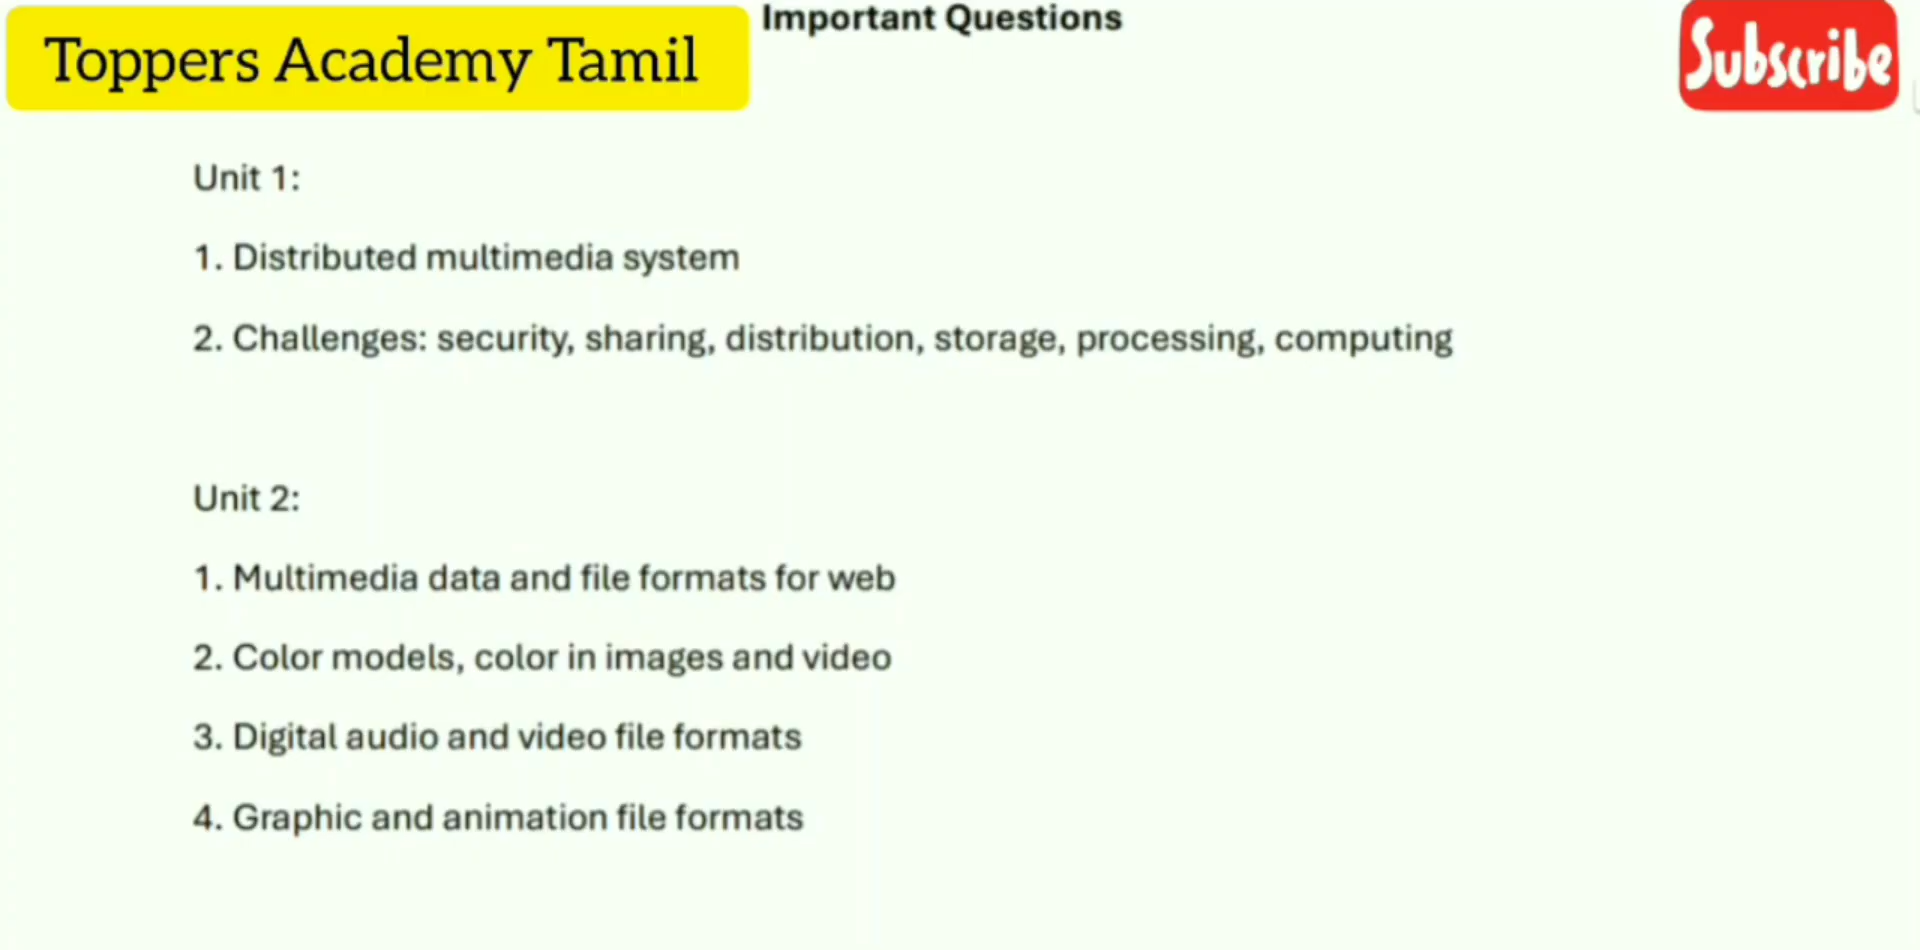 Important Questions
Toppers Academy Tamil
Subscribe
Unit 1:
1. Distributed multimedia system
2. Challenges: security, sharing, distribution, storage, processing, computing
Unit 2:
1. Multimedia data and file formats for web
2. Color models, color in images and video
3. Digital audio and video file formats
4. Graphic and animation file formats